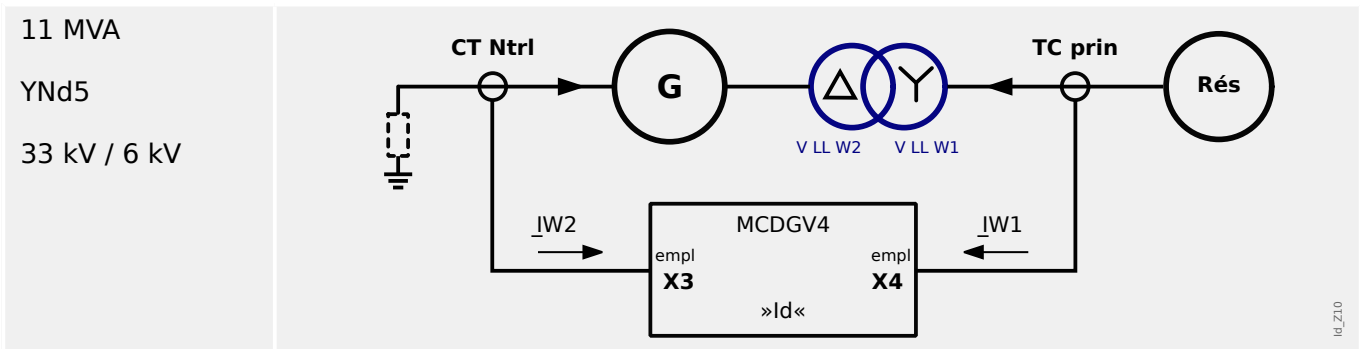 11 MVA
YNd5
33 kV / 6 kV
CT Ntrl
TC prin
G
Rés
V LL W2
V LL W1
IW2
IW1
MCDGV4
empl
empl
X3
X4
»Id«
Id_Z10